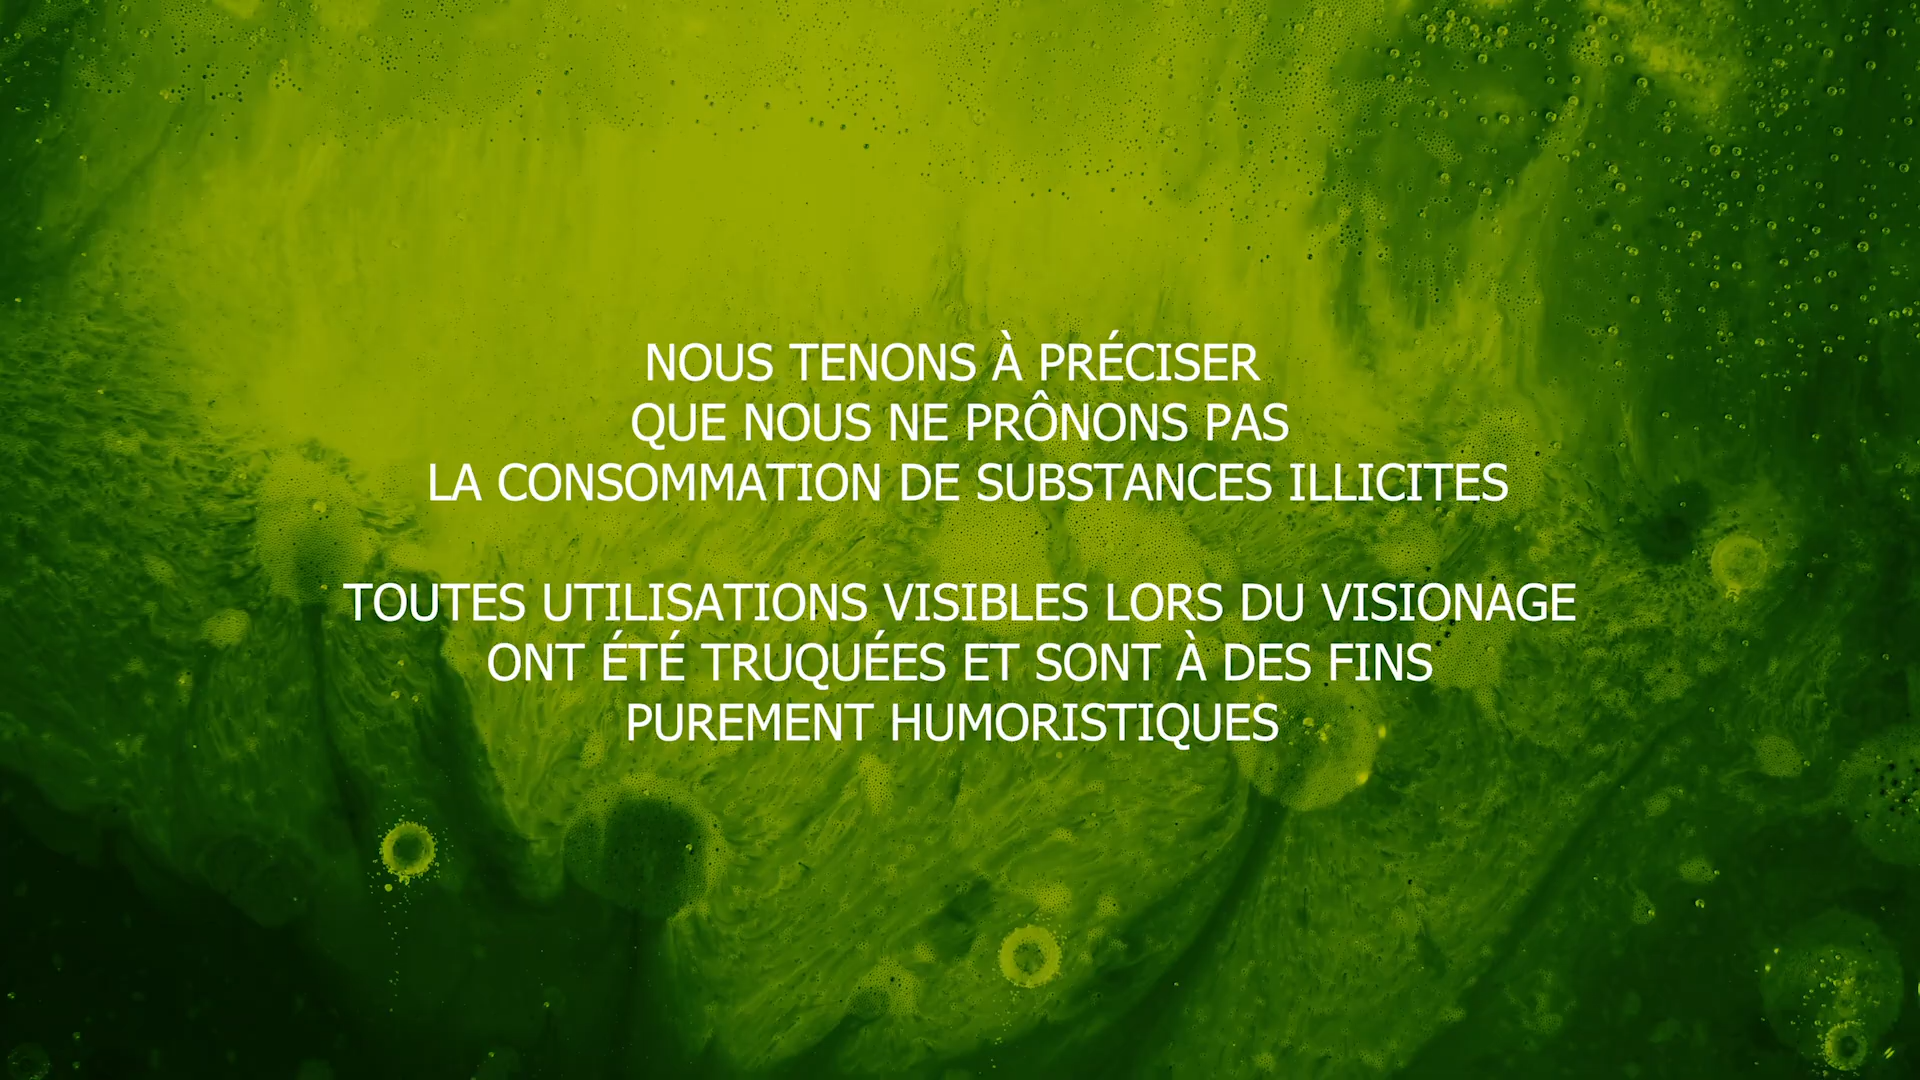 NOUS TENONS À PRÉCISER
QUE NOUS NE PRÔNONS PAS
LA CONSOMMATION DE SUBSTANCES ILLICITES
TOUTES UTILISATIONS VISIBLES LORS DU VISIONAGE
ONT ÉTÉ TRUQUÉES ET SONT À DES FINS
PUREMENT HUMORISTIQUES